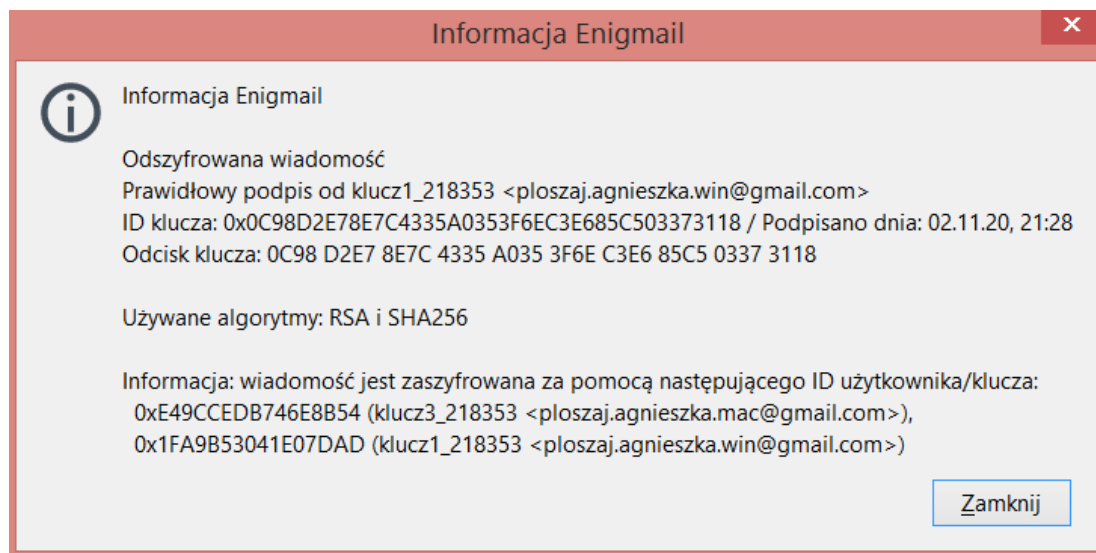 Informacja Enigmail
Informacja Enigmail
Odszyfrowana wiadomość
Prawidłowy podpis od klucz1_218353 <ploszaj.agnieszka.win@gmail.com>
ID klucza: 0x0C98D2E78E7C4335A0353F6EC3E685C503373118 / Podpisano dnia: 02.11.20, 21:28
Odcisk klucza: 0C98 D2E7 8E7C 4335 A035 3F6E C3E6 85C5 0337 3118
Używane algorytmy: RSA i SHA256
Informacja: wiadomość jest zaszyfrowana za pomocą następującego ID użytkownika/klucza:
0xE49CCEDB746E8B54 (klucz3_218353 <ploszaj.agnieszka.mac@gmail.com>),
0x1FA9B53041E07DAD (klucz1_218353 <ploszaj.agnieszka.win@gmail.com>)
Zamknij